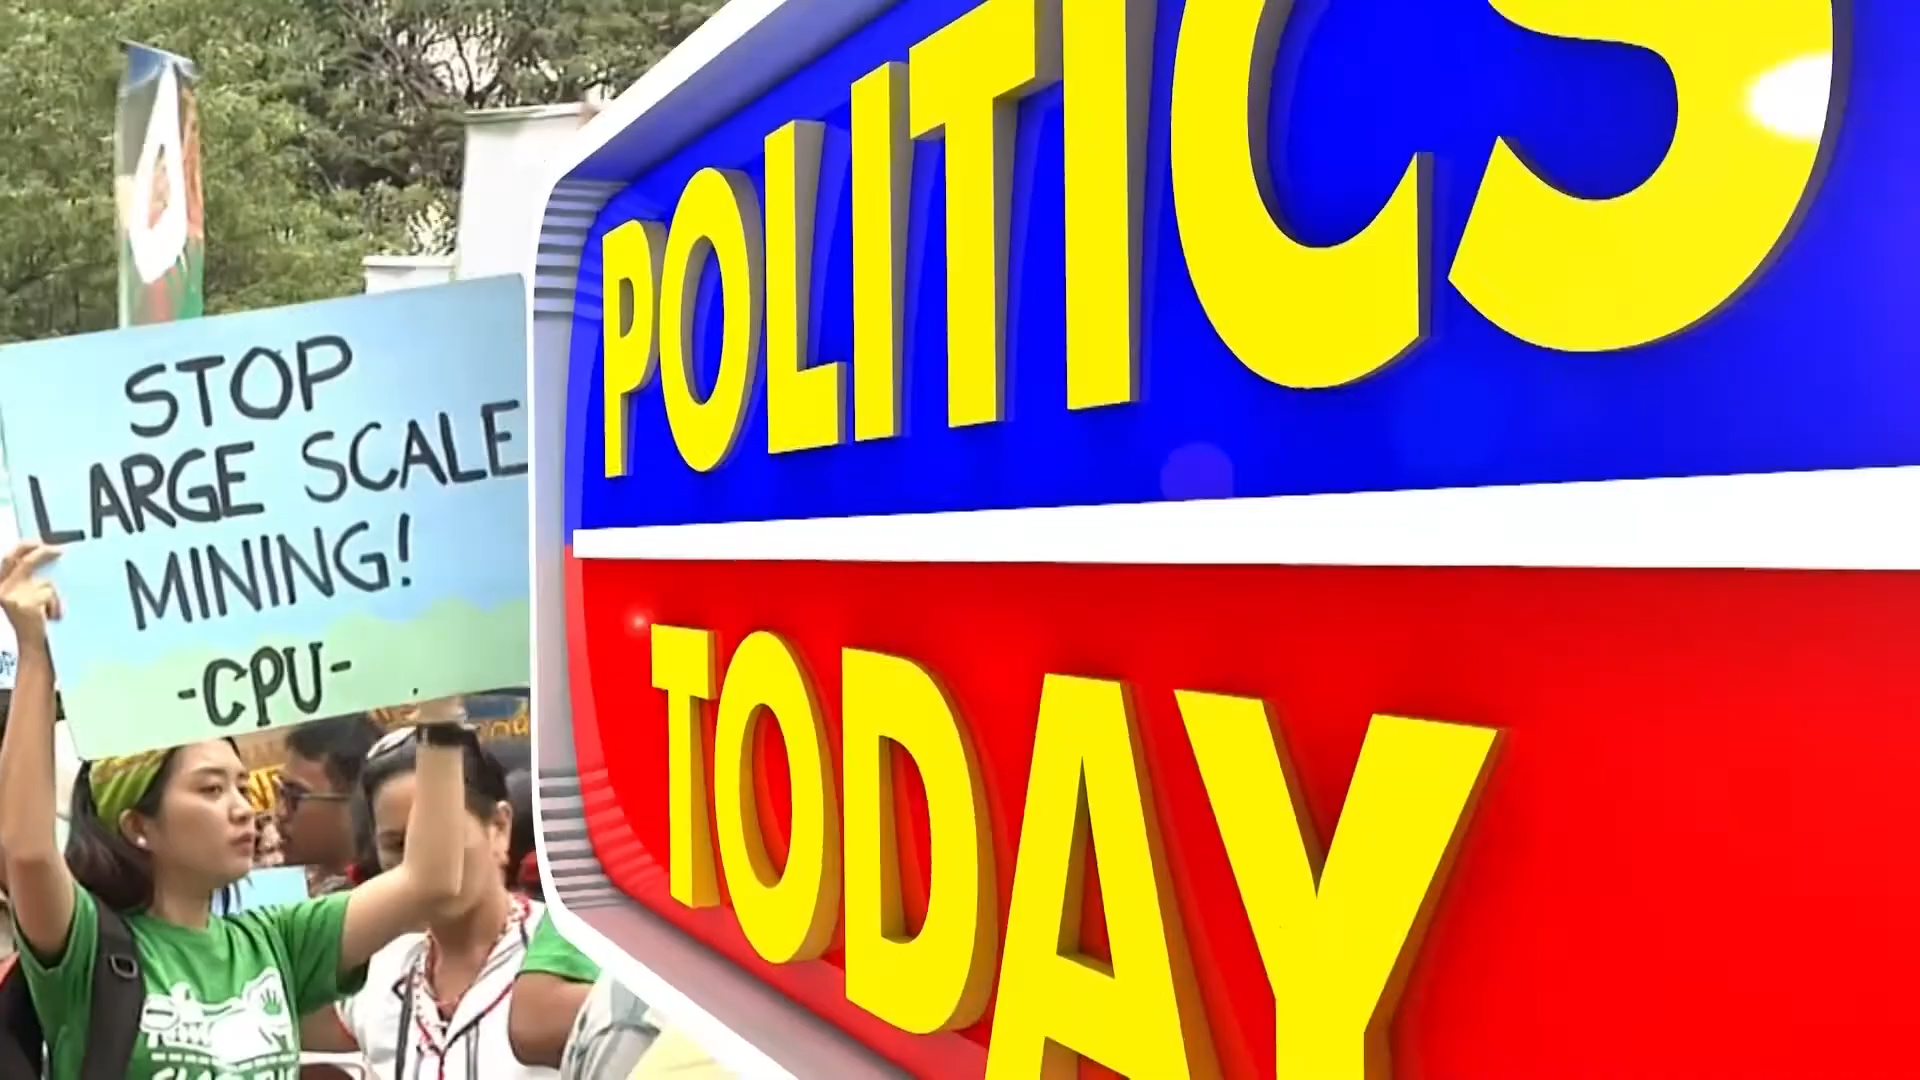 STOP
LARGE SCALE
MINING!
-CPU-
POLITICS
TODAY